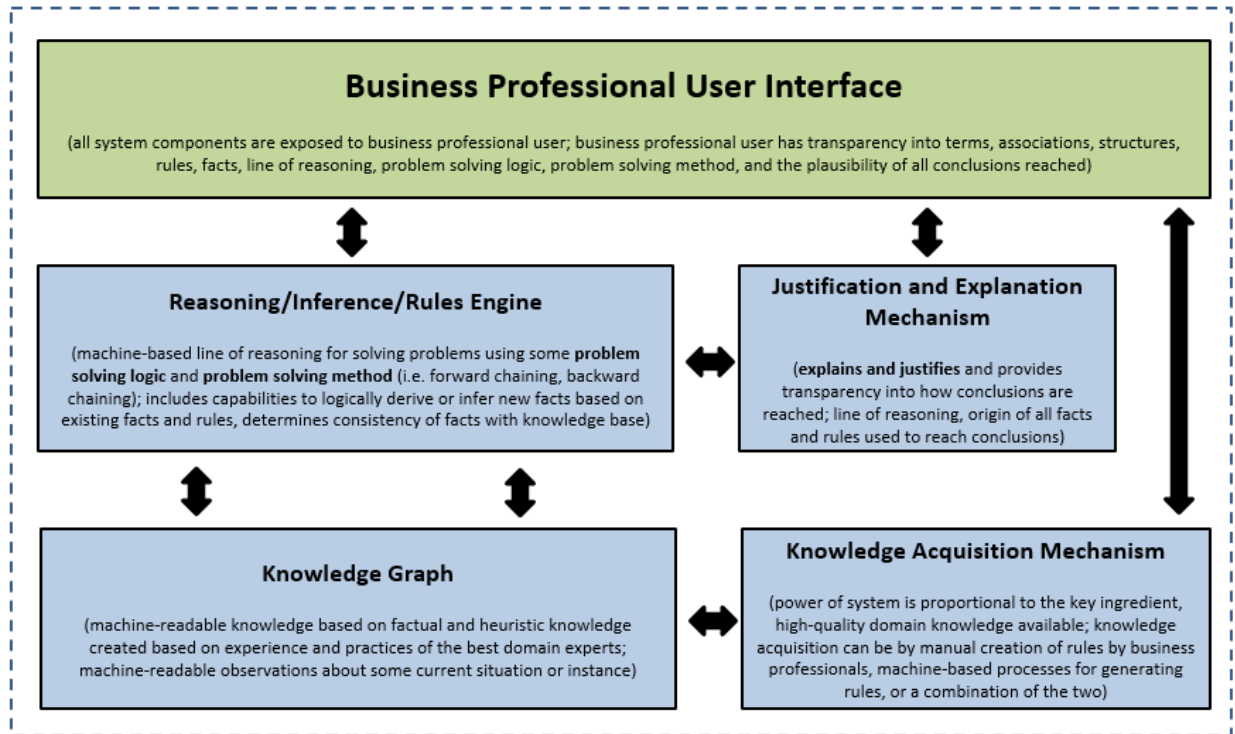 Business Professional User Interface
(all system components are exposed to business professional user; business professional user has transparency into terms, associations, structures,
rules, facts, line of reasoning, problem solving logic, problem solving method, and the plausibility of all conclusions reached)
Reasoning/Inference/Rules Engine
(machine-based line of reasoning for solving problems using some problem
solving logic and problem solving method (i.e. forward chaining, backward
chaining); includes capabilities to logically derive or infer new facts based on
existing facts and rules, determines consistency of facts with knowledge base)
Justification and Explanation
Mechanism
(explains and justifies and provides
transparency into how conclusions are
reached; line of reasoning, origin of all facts
and rules used to reach conclusions)
Knowledge Graph
(machine-readable knowledge based on factual and heuristic knowledge
created based on experience and practices of the best domain experts;
machine-readable observations about some current situation or instance)
Knowledge Acquisition Mechanism
(power of system is proportional to the key ingredient,
high-quality domain knowledge available; knowledge
acquisition can be by manual creation of rules by business
professionals, machine-based processes for generating
rules, or a combination of the two)